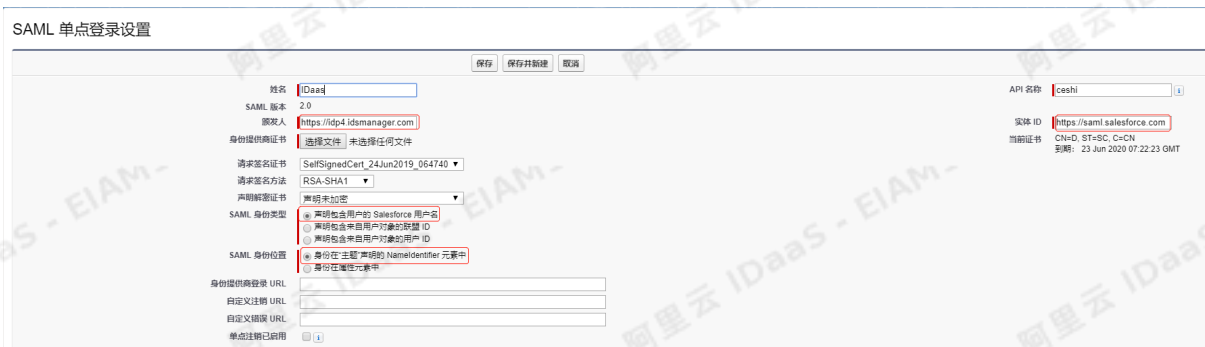 SAML 单点登录设置
保存 保存并新建 取消
姓名 IDaas API 名称 ceshi i
SAML 版本 2.0
颁发人 https://idp4.idsmanager.com 实体 ID https://saml.salesforce.com
身份提供商证书 选择文件 未选择任何文件 当前证书 CN=D, ST=SC, C=CN
到期: 23 Jun 2020 07:22:23 GMT
请求签名证书 SelfSignedCert_24Jun2019_064740
请求签名方法 RSA-SHA1
声明解密证书 声明未加密
SAML 身份类型 声明包含用户的 Salesforce 用户名
声明包含来自用户对象的联盟 ID
声明包含来自用户对象的用户 ID
SAML 身份位置 身份在“主题”声明的 NameIdentifier 元素中
身份在属性元素中
身份提供商登录 URL
自定义注销 URL
自定义错误 URL
单点注销已启用 i
阿里云 IDaaS - EIAM